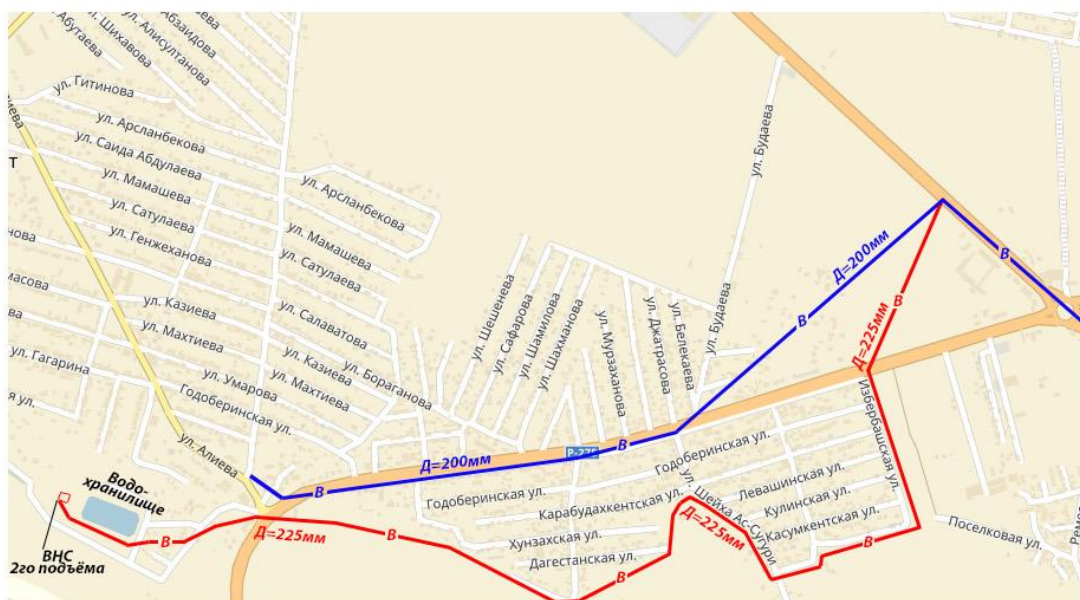 Абзаидова
Абутаева
ул. Шихавова
ул. Алисултанова
ул. Гитинова
ул. Арсланбекова
ул. Саида Абдулаева
Т
ул. Мамашева
ул. Сатулаева
ул. Генжеханова
ул. Арсланбекова
ул. Мамашева
ул. Сатулаева
ул. Казиева
ул. Махтиева
ул. Гагарина
ул. Умарова
Годоберинская ул.
ул. Салаватова
ул. Казиева
ул. Махтиева
ул. Бораганова
ул. Алиева
ул. Шешенева
ул. Сафарова
ул. Шамилова
ул. Шахманова
ул. Мурзаханова
ул. Джатрасова
ул. Белекаева
ул. Будаева
ул. Будаева
Д=200мм
В
В
Д=225мм
В
Избербашская ул.
Р-275
В
Д=200мм
В
Годоберинская ул.
Годоберинская ул.
Карабудахкентская ул.
Левашинская ул.
Кулинская ул.
Касумкентская ул.
ул. Шейха Ас-Сугури
Хунзахская ул.
Дагестанская ул.
Поселковая ул.
Водо-
хранилище
ВНС
2го подъёма
В
Д=225мм
В
В
Д=225мм
В